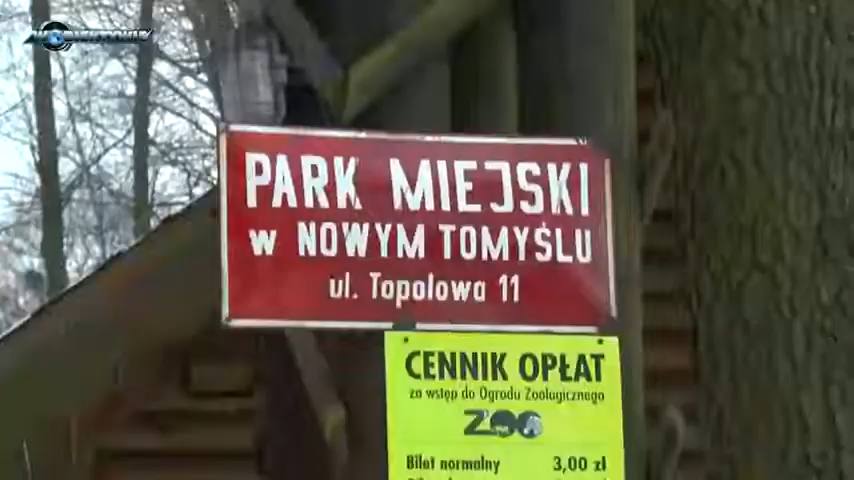 WOBIEKTYWIE
PARK MIEJSKI
w NOWYM TOMYŚLU
ul. Topolowa 11
CENNIK OPŁAT
za wstęp do Ogrodu Zoologicznego
ZOO
Bilet normalny 3,00 zł